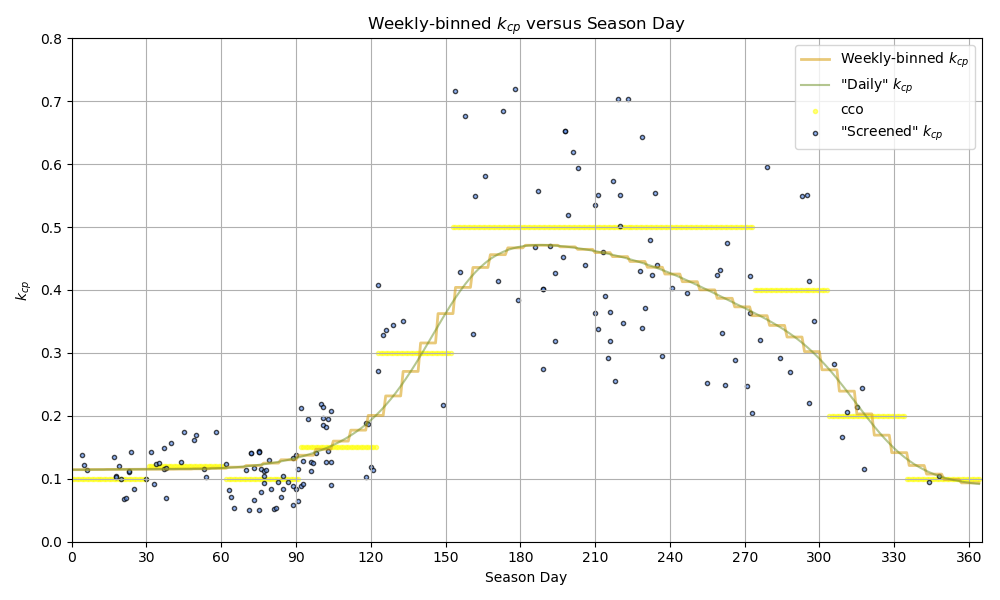 Weekly-binned k_cp versus Season Day
0.8
0.7
0.6
0.5
0.4
0.3
0.2
0.1
0.0
k_cp
Weekly-binned k_cp
"Daily" k_cp
cco
"Screened" k_cp
0 30 60 90 120 150 180 210 240 270 300 330 360
Season Day